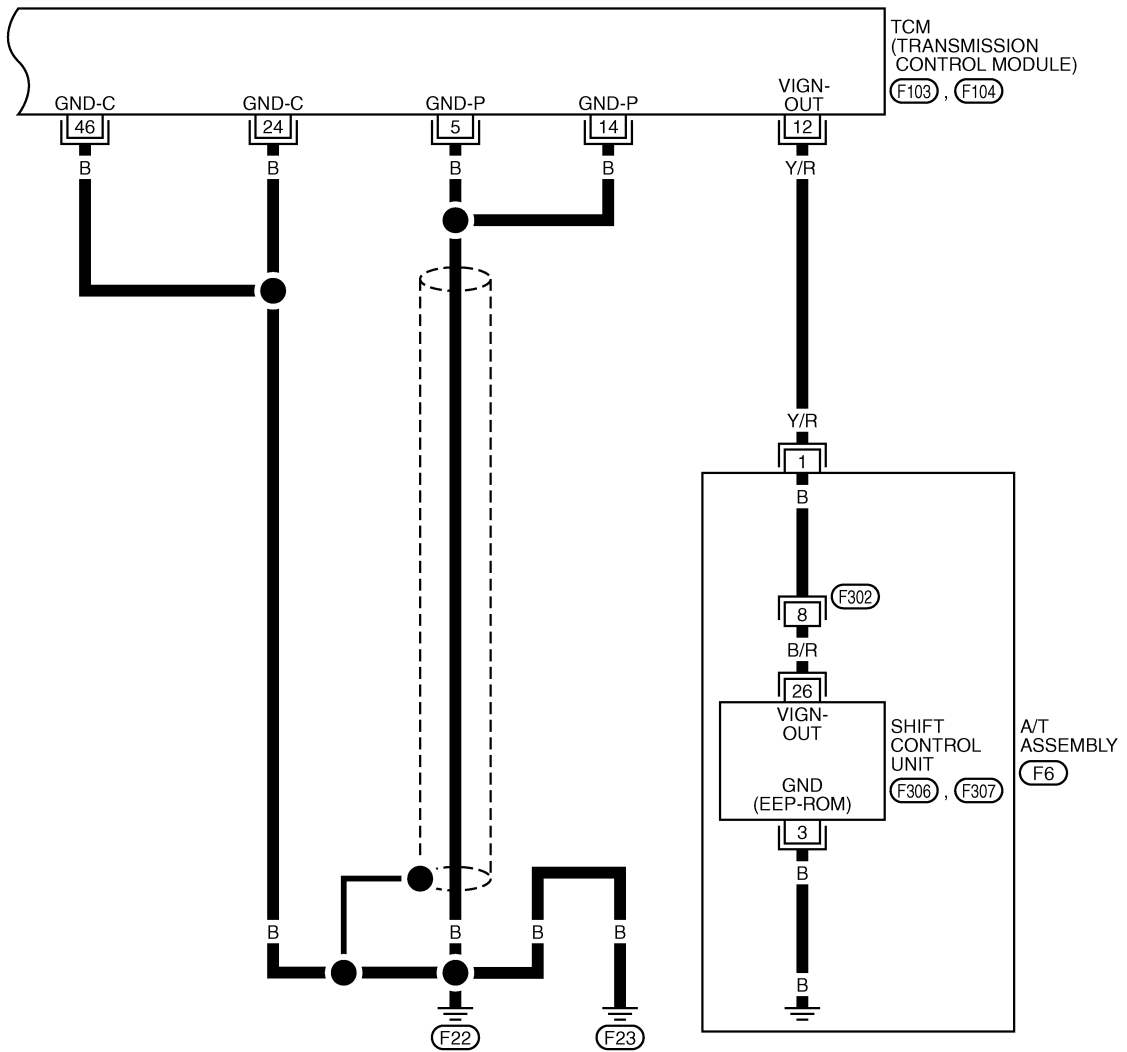 TCM
(TRANSMISSION
CONTROL MODULE)
F103 , F104
GND-C
GND-C
GND-P
GND-P
VIGN-
OUT
46
24
5
14
12
B
B
B
B
Y/R
Y/R
1
B
F302
8
B/R
26
VIGN-
OUT
SHIFT
CONTROL
UNIT
F306 , F307
A/T
ASSEMBLY
F6
GND
(EEP-ROM)
3
B
B
B
B
B
B
F22
F23